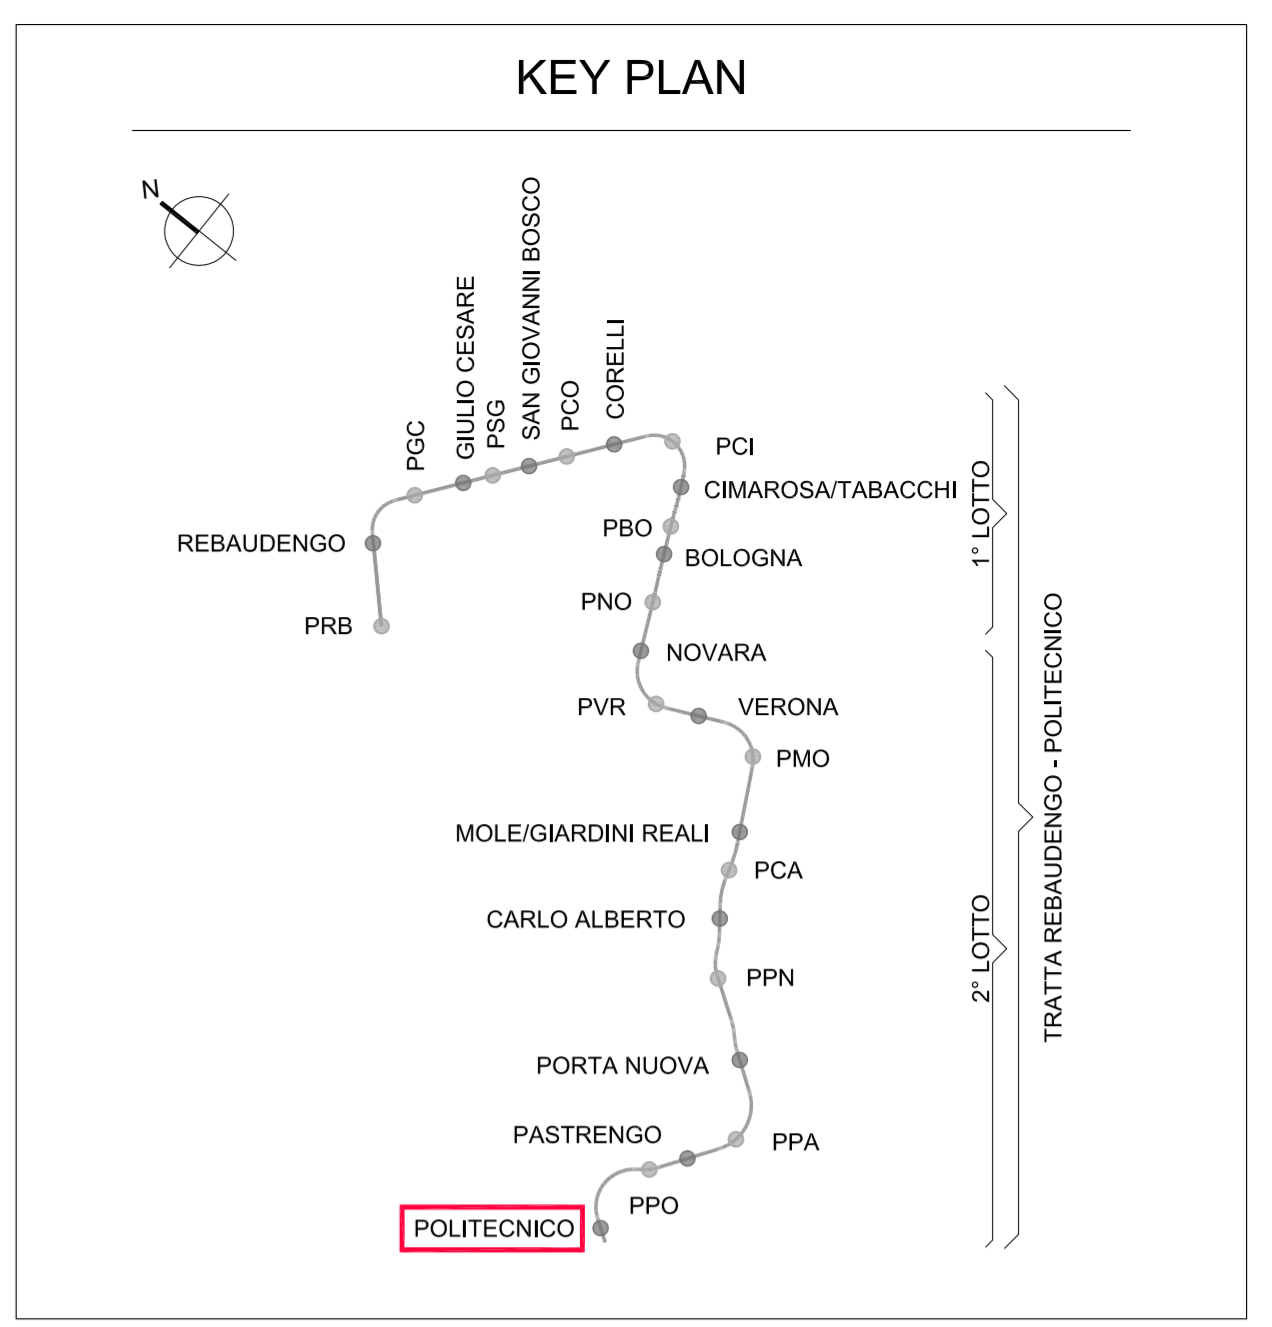 KEY PLAN
N
PGC
GIULIO CESARE
PSG
SAN GIOVANNI BOSCO
PCO
CORELLI
PCI
CIMAROSA/TABACCHI
PBO
REBAUDENGO
BOLOGNA
PNO
PRB
NOVARA
PVR
VERONA
PMO
MOLE/GIARDINI REALI
PCA
CARLO ALBERTO
PPN
PORTA NUOVA
PASTRENGO
PPA
PPO
POLITECNICO
1° LOTTO
2° LOTTO
TRATTA REBAUDENGO - POLITECNICO